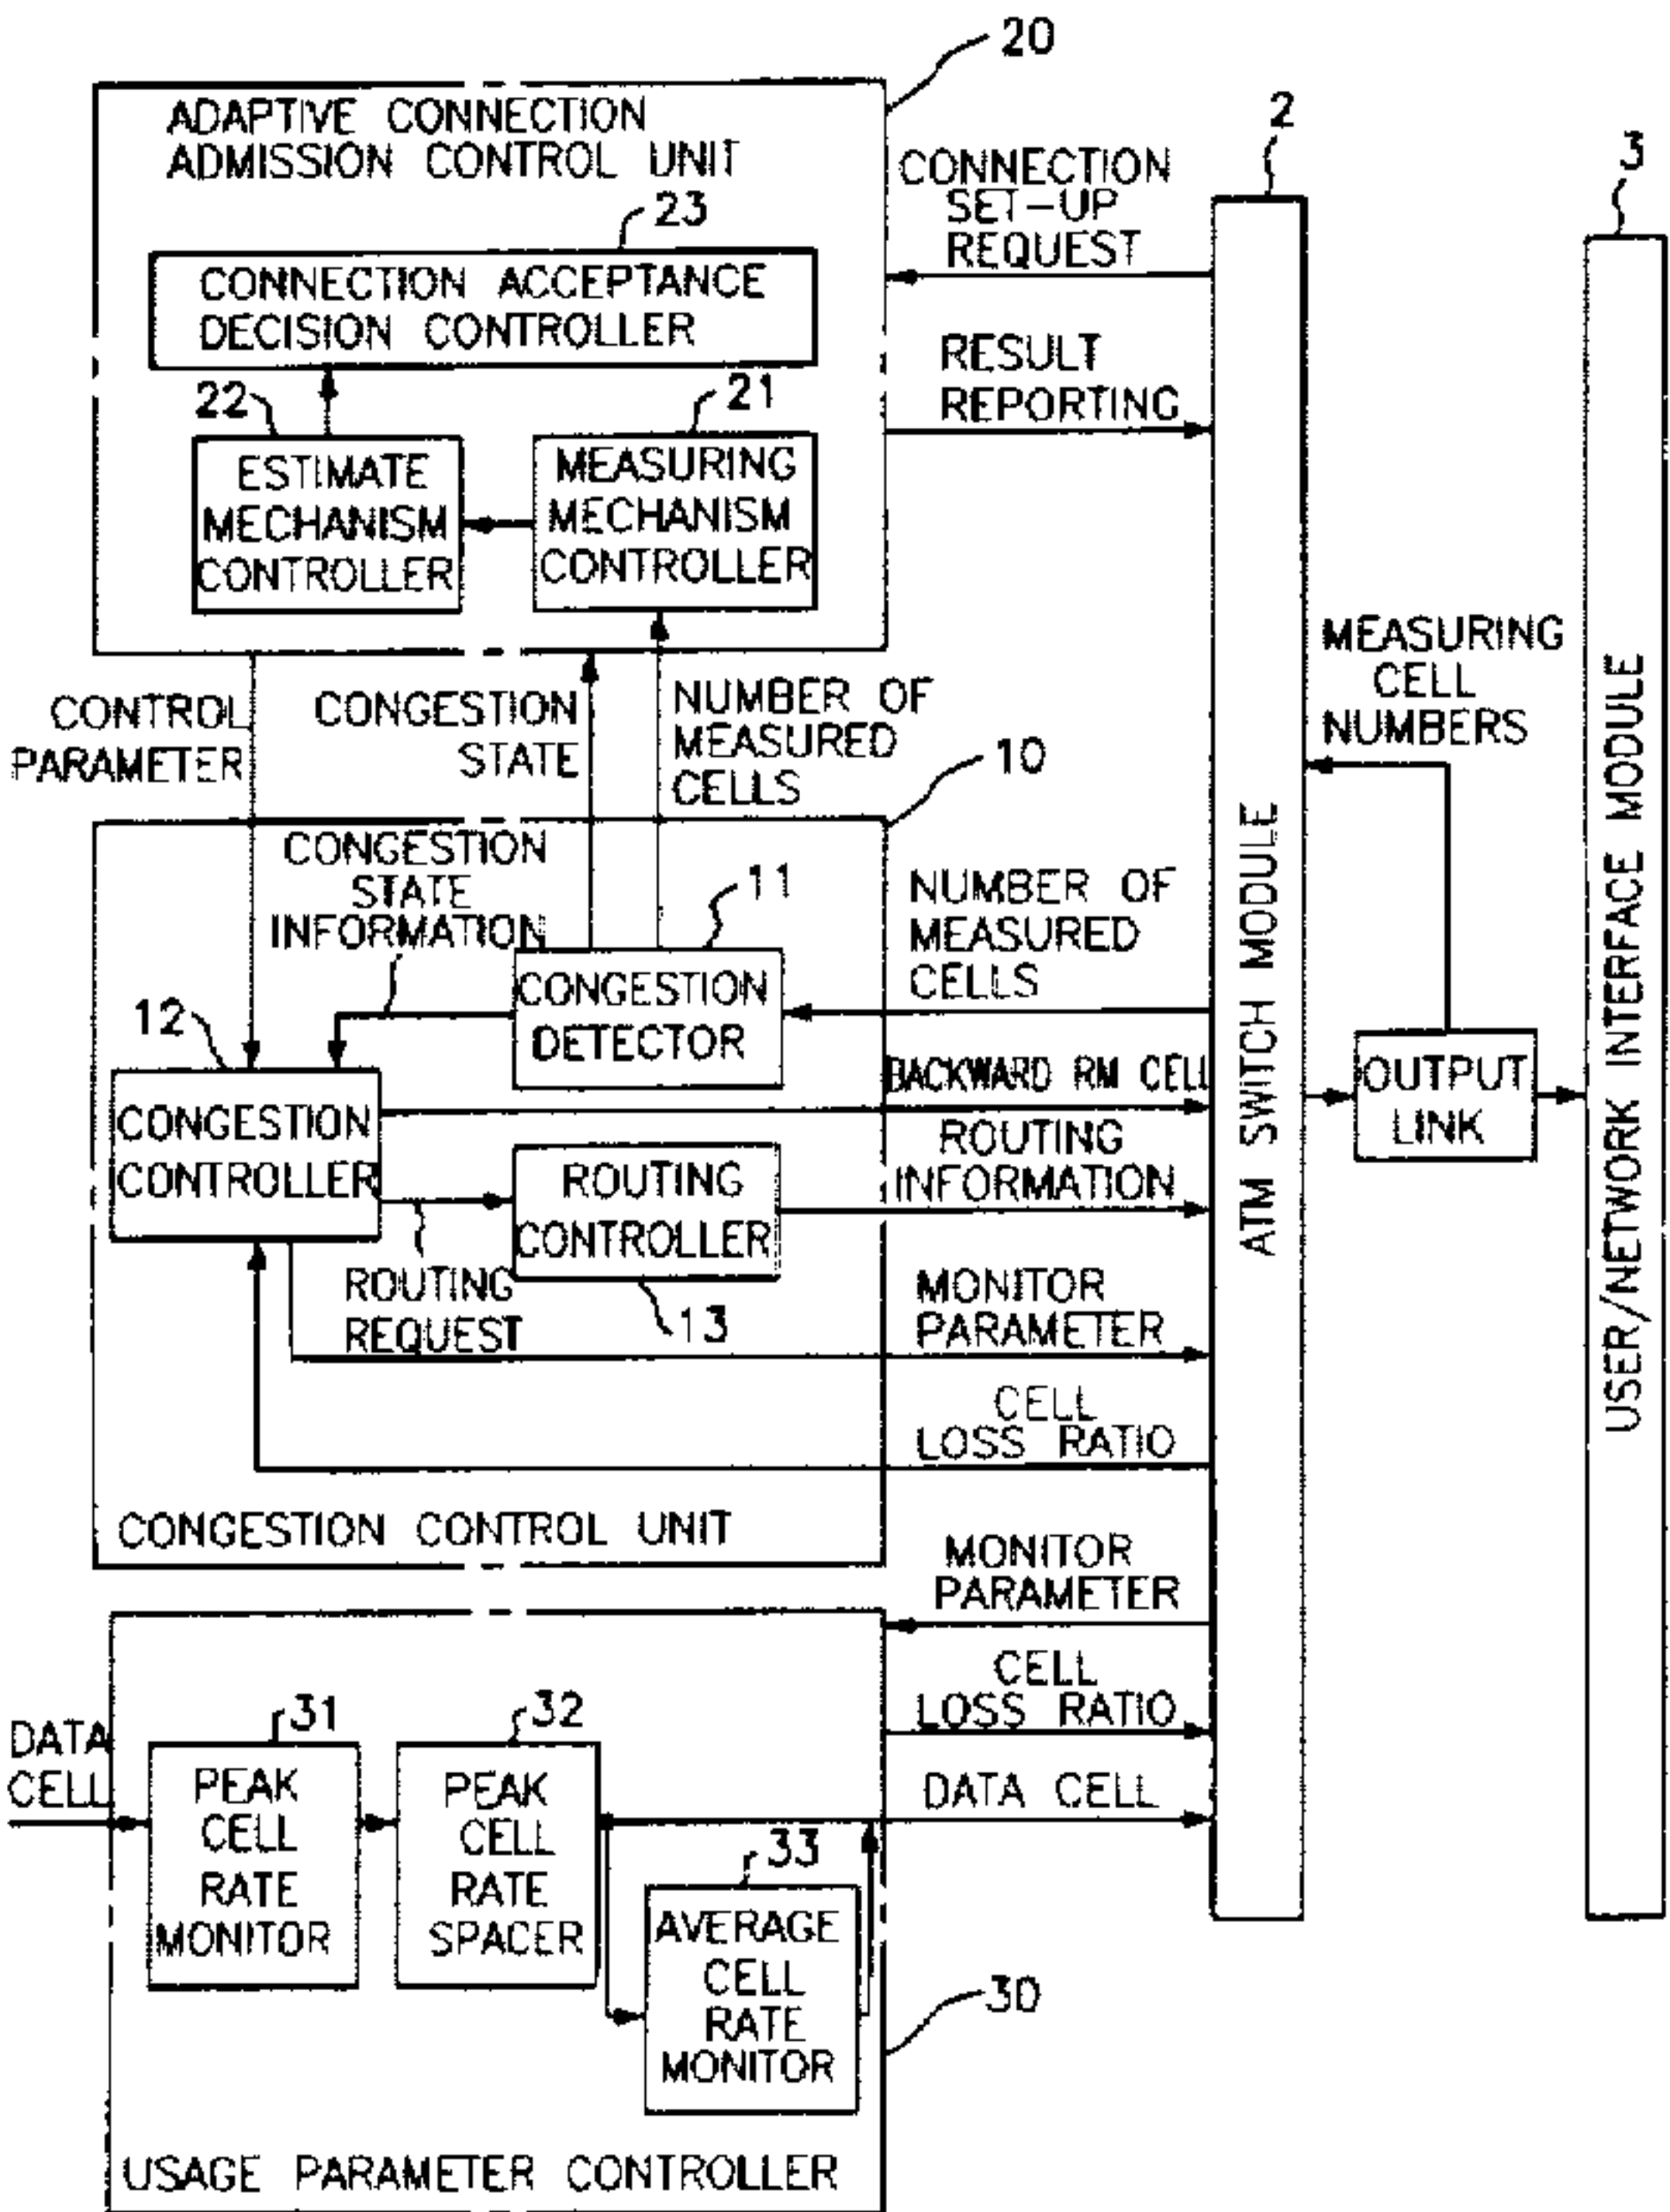 20
ADAPTIVE CONNECTION
ADMISSION CONTROL UNIT
2
3
CONNECTION
SET-UP
REQUEST
23
CONNECTION ACCEPTANCE
DECISION CONTROLLER
RESULT
REPORTING
22
21
ESTIMATE
MECHANISM
CONTROLLER
MEASURING
MECHANISM
CONTROLLER
MEASURING
CELL
NUMBERS
CONTROL
PARAMETER
CONGESTION
STATE
NUMBER OF
MEASURED
CELLS
10
CONGESTION
STATE
INFORMATION
11
NUMBER OF
MEASURED
CELLS
CONGESTION
DETECTOR
12
CONGESTION
CONTROLLER
BACKWARD RM CELL
ROUTING
INFORMATION
ROUTING
CONTROLLER
13
ROUTING
REQUEST
MONITOR
PARAMETER
CELL
LOSS RATIO
CONGESTION CONTROL UNIT
ATM SWITCH MODULE
OUTPUT
LINK
USER/NETWORK INTERFACE MODULE
MONITOR
PARAMETER
CELL
LOSS RATIO
DATA CELL
DATA
CELL
31
PEAK
CELL
RATE
MONITOR
32
PEAK
CELL
RATE
SPACER
33
AVERAGE
CELL
RATE
MONITOR
30
USAGE PARAMETER CONTROLLER